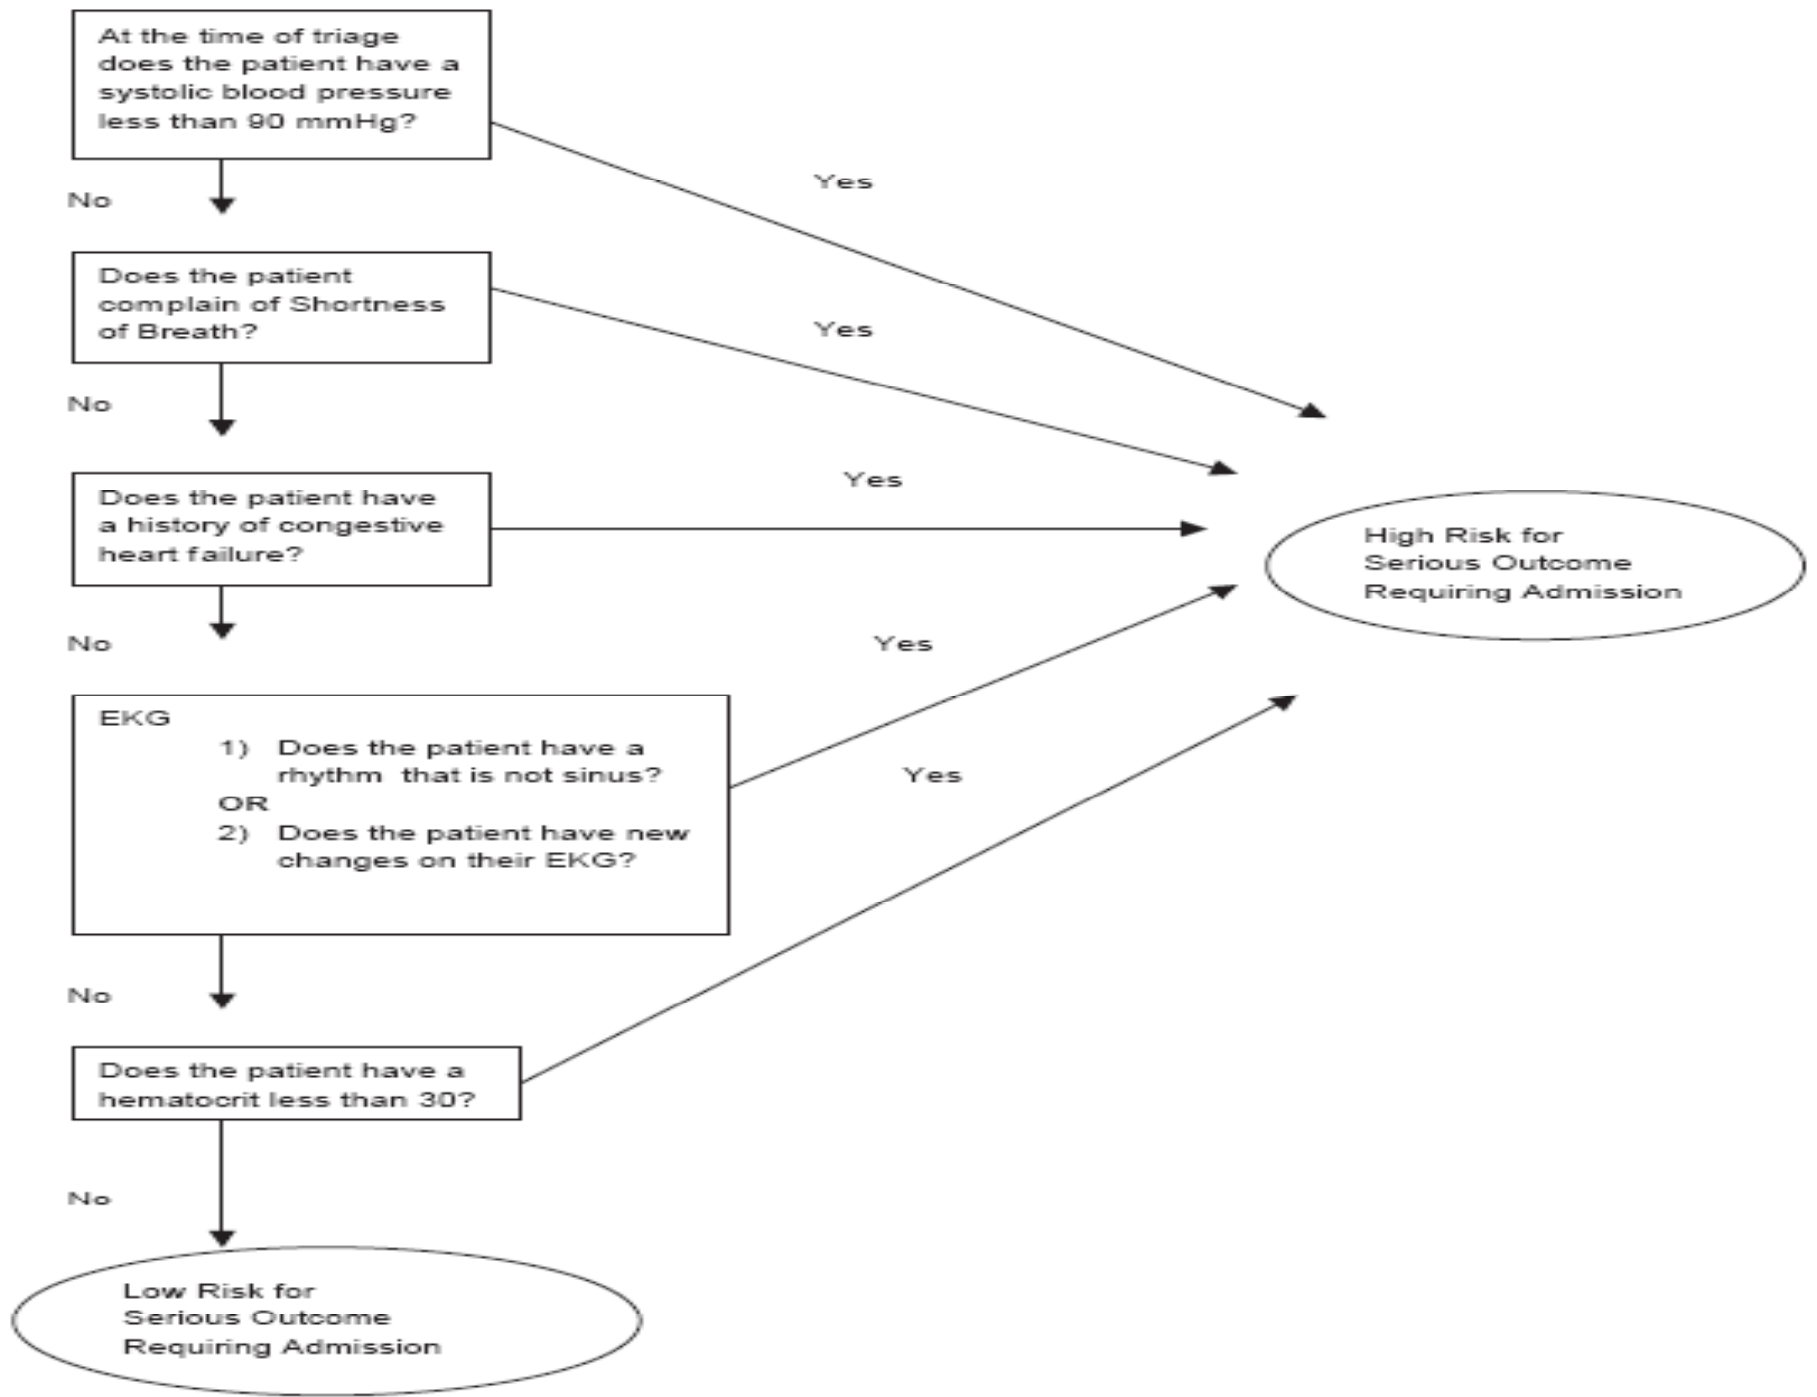 At the time of triage
does the patient have a
systolic blood pressure
less than 90 mmHg?
Yes
No
Does the patient
complain of Shortness
of Breath?
Yes
No
Does the patient have
a history of congestive
heart failure?
Yes
High Risk for
Serious Outcome
Requiring Admission
No
Yes
EKG
1) Does the patient have a
rhythm that is not sinus?
OR
2) Does the patient have new
changes on their EKG?
Yes
No
Does the patient have a
hematocrit less than 30?
No
Low Risk for
Serious Outcome
Requiring Admission